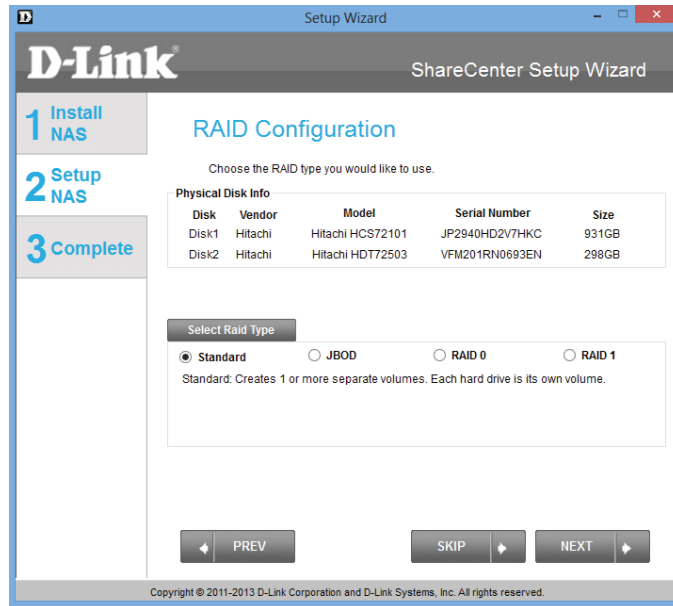 D Setup Wizard
D-Link®
ShareCenter Setup Wizard
1 Install NAS
2 Setup NAS
3 Complete
RAID Configuration
Choose the RAID type you would like to use.
Physical Disk Info
Disk Vendor Model Serial Number Size
Disk1 Hitachi Hitachi HCS72101 JP2940HD2V7HKC 931GB
Disk2 Hitachi Hitachi HDT72503 VFM201RN0693EN 298GB
Select Raid Type
Standard JBOD RAID 0 RAID 1
Standard: Creates 1 or more separate volumes. Each hard drive is its own volume.
PREV SKIP NEXT
Copyright © 2011-2013 D-Link Corporation and D-Link Systems, Inc. All rights reserved.